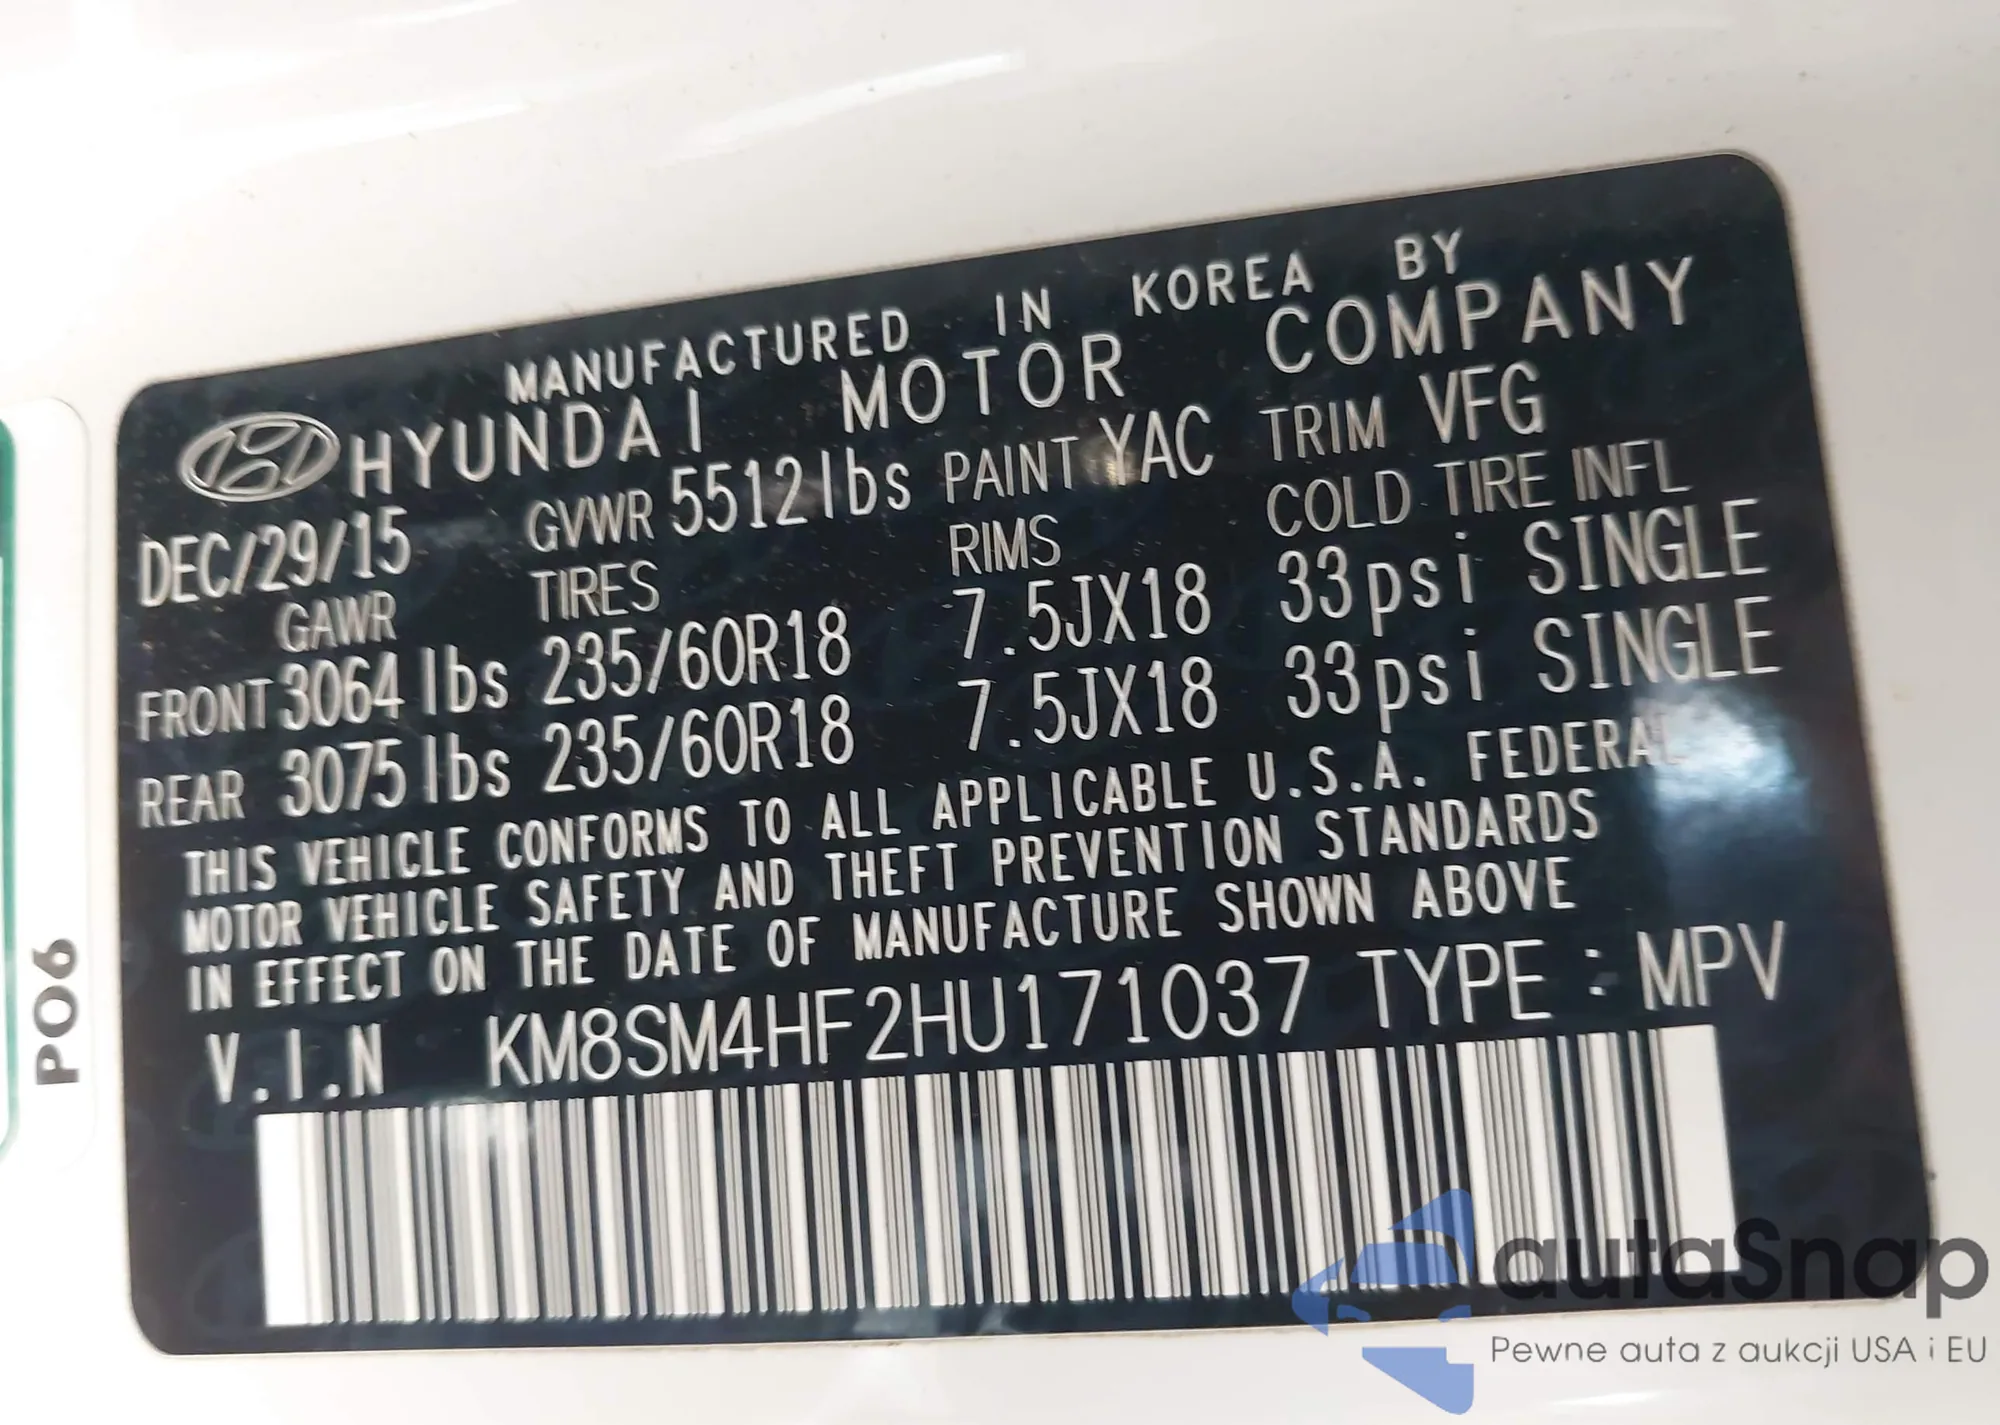 MANUFACTURED IN KOREA BY
HYUNDAI MOTOR COMPANY
DEC/29/15 GVWR 5512lbs PAINT YAC TRIM VFG
GAWR TIRES RIMS COLD TIRE INFL
FRONT 3064 lbs 235/60R18 7.5JX18 33psi SINGLE
REAR 3075 lbs 235/60R18 7.5JX18 33psi SINGLE
THIS VEHICLE CONFORMS TO ALL APPLICABLE U.S.A. FEDERAL
MOTOR VEHICLE SAFETY AND THEFT PREVENTION STANDARDS
IN EFFECT ON THE DATE OF MANUFACTURE SHOWN ABOVE
V.I.N KM8SM4HF2HU171037 TYPE : MPV
P06
autaSnap
Pewne auta z aukcji USA i EU